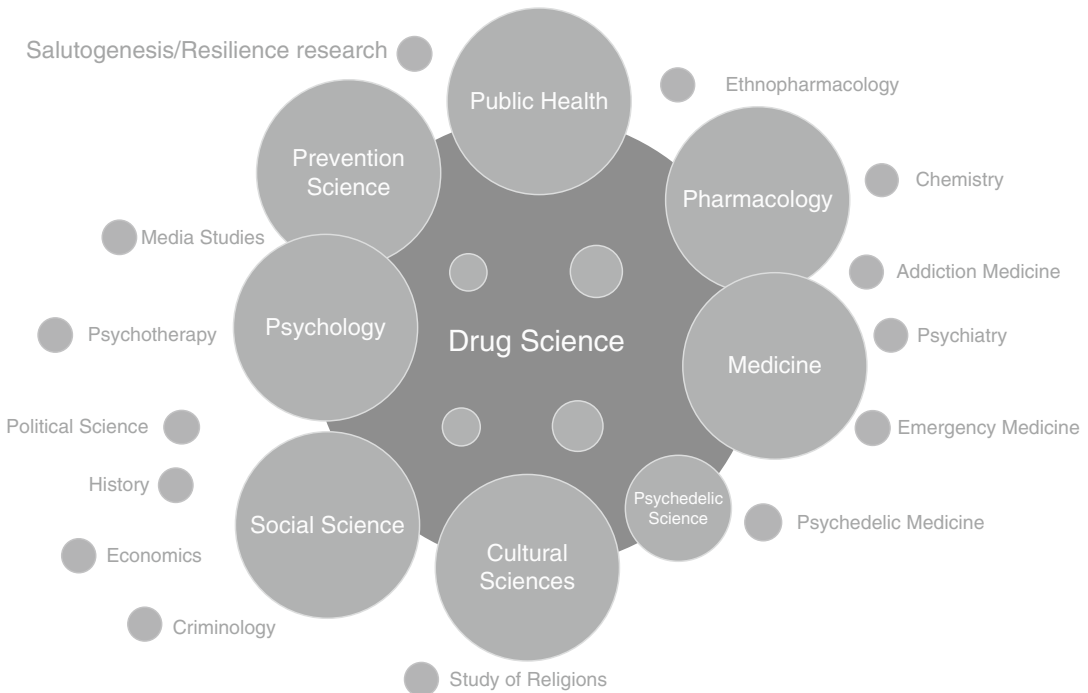 Salutogenesis/Resilience research
Public Health
Ethnopharmacology
Prevention
Science
Pharmacology
Chemistry
Media Studies
Addiction Medicine
Psychotherapy
Psychology
Drug Science
Medicine
Psychiatry
Political Science
Emergency Medicine
History
Social Science
Psychedelic
Science
Psychedelic Medicine
Economics
Cultural
Sciences
Criminology
Study of Religions